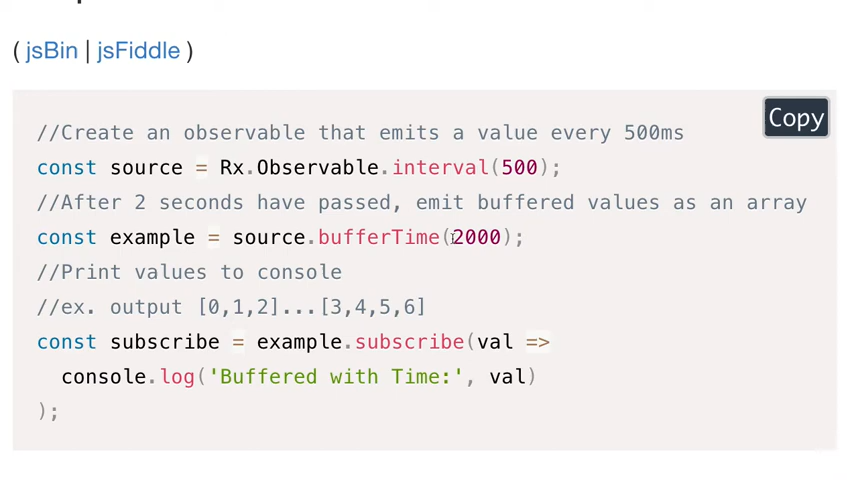 ( jsBin | jsFiddle )
Copy
//Create an observable that emits a value every 500ms
const source = Rx.Observable.interval(500);
//After 2 seconds have passed, emit buffered values as an array
const example = source.bufferTime(2000);
//Print values to console
//ex. output [0,1,2]...[3,4,5,6]
const subscribe = example.subscribe(val =>
  console.log('Buffered with Time:', val)
);